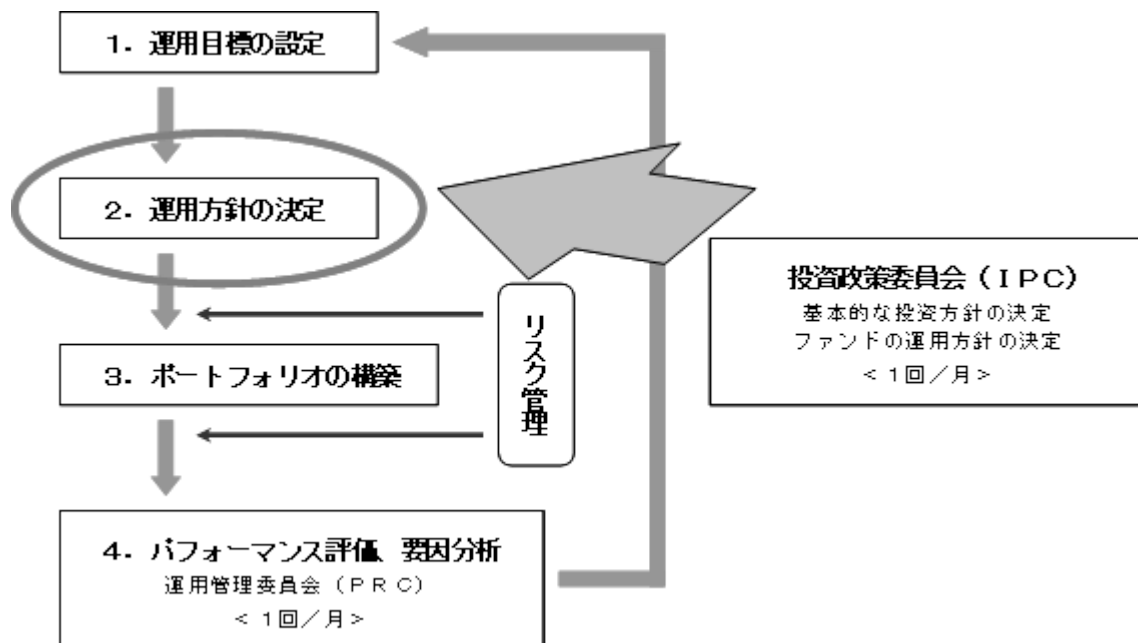 １．運用目標の設定
２．運用方針の決定
投資政策委員会（ＩＰＣ）
基本的な投資方針の決定
ファンドの運用方針の決定
＜１回／月＞
リスク管理
３．ポートフォリオの構築
４．パフォーマンス評価、要因分析
運用管理委員会（ＰＲＣ）
＜１回／月＞